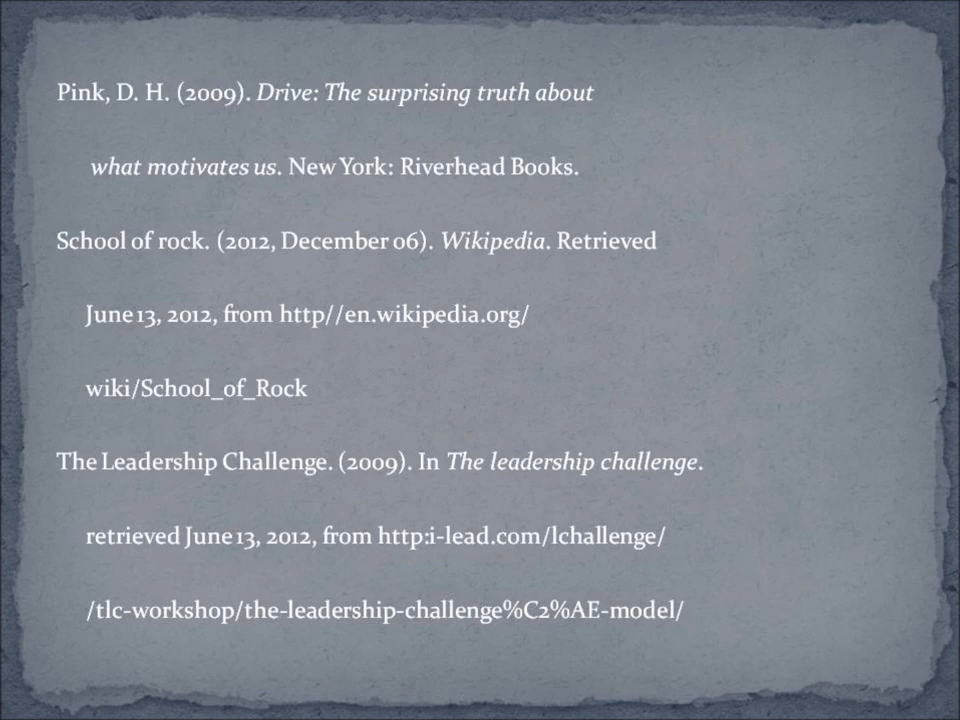 Pink, D. H. (2009). Drive: The surprising truth about
what motivates us. New York: Riverhead Books.
School of rock. (2012, December 06). Wikipedia. Retrieved
June 13, 2012, from http//en.wikipedia.org/
wiki/School_of_Rock
The Leadership Challenge. (2009). In The leadership challenge.
retrieved June 13, 2012, from http:i-lead.com/lchallenge/
/tlc-workshop/the-leadership-challenge%C2%AE-model/